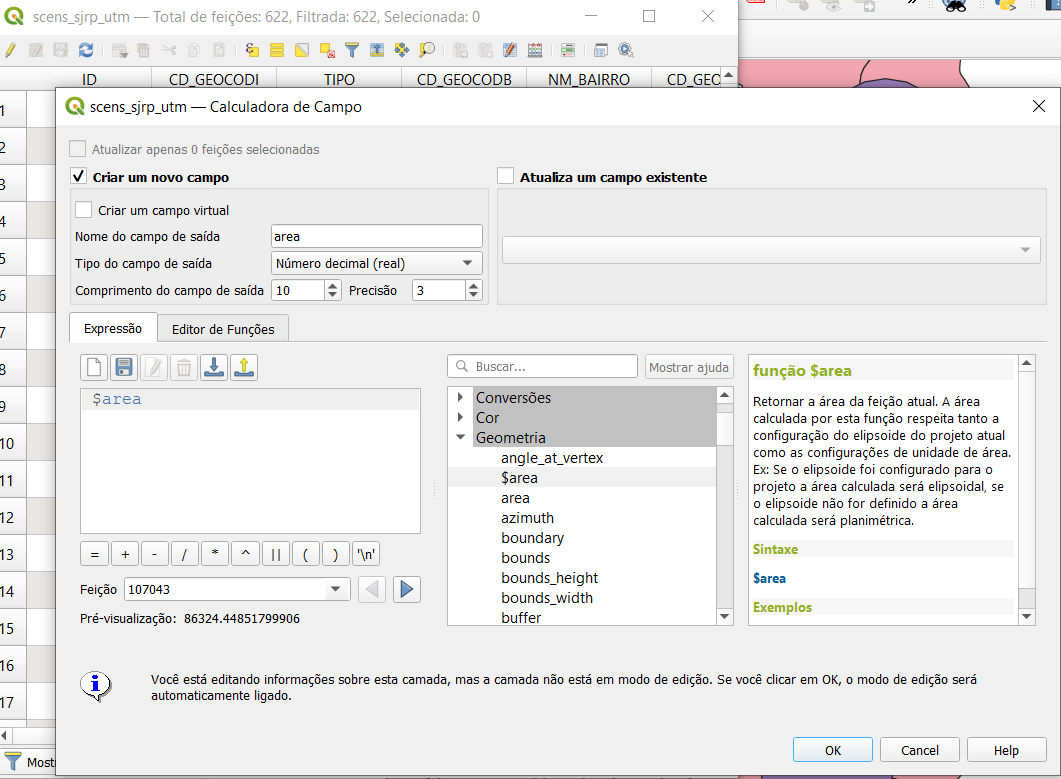 scens_sjrp_utm — Total de feições: 622, Filtrada: 622, Selecionada: 0
ID CD_GEOCODI TIPO CD_GEOCODB NM_BAIRRO CD_GEO
scens_sjrp_utm — Calculadora de Campo
1
2
3
4
5
6
7
8
9
10
11
12
13
14
15
16
17
Atualizar apenas 0 feições selecionadas
Criar um novo campo
Atualiza um campo existente
Criar um campo virtual
Nome do campo de saída area
Tipo do campo de saída Número decimal (real)
Comprimento do campo de saída 10 Precisão 3
Expressão Editor de Funções
$area
= + - / * ^ || ( ) '\n'
Feição 107043
Pré-visualização: 86324.44851799906
Buscar... Mostrar ajuda
Conversões
Cor
Geometria
angle_at_vertex
$area
area
azimuth
boundary
bounds
bounds_height
bounds_width
buffer
função $area
Retornar a área da feição atual. A área
calculada por esta função respeita tanto a
configuração do elipsoide do projeto atual
como as configurações de unidade de área.
Ex: Se o elipsoide foi configurado para o
projeto a área calculada será elipsoidal, se
o elipsoide não for definido a área
calculada será planimétrica.
Sintaxe
$area
Exemplos
Você está editando informações sobre esta camada, mas a camada não está em modo de edição. Se você clicar em OK, o modo de edição será
automaticamente ligado.
Most
OK Cancel Help